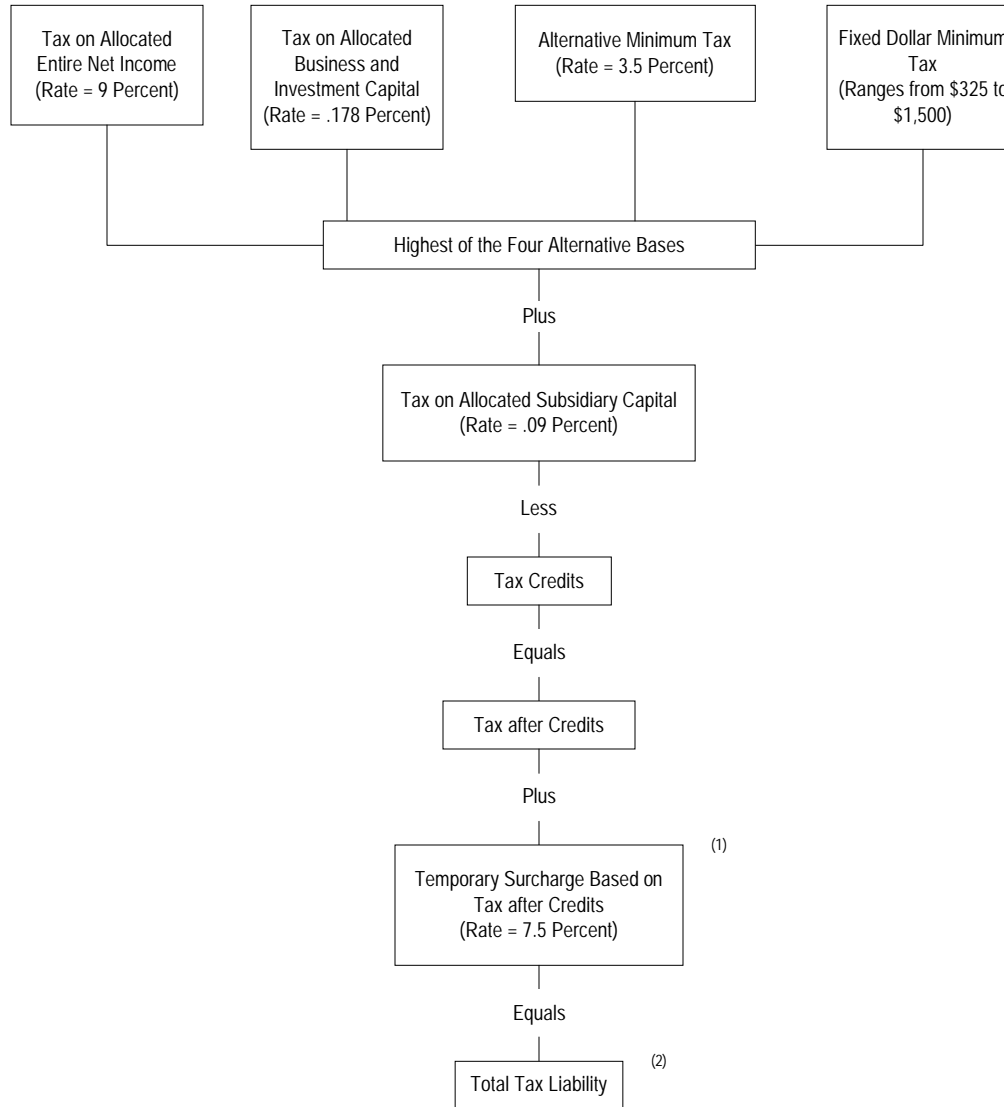 Tax on Allocated
Entire Net Income
(Rate = 9 Percent)
Tax on Allocated
Business and
Investment Capital
(Rate = .178 Percent)
Alternative Minimum Tax
(Rate = 3.5 Percent)
Fixed Dollar Minimum
Tax
(Ranges from $325 to
$1,500)
Highest of the Four Alternative Bases
Plus
Tax on Allocated Subsidiary Capital
(Rate = .09 Percent)
Less
Tax Credits
Equals
Tax after Credits
Plus
(1)
Temporary Surcharge Based on
Tax after Credits
(Rate = 7.5 Percent)
Equals
(2)
Total Tax Liability